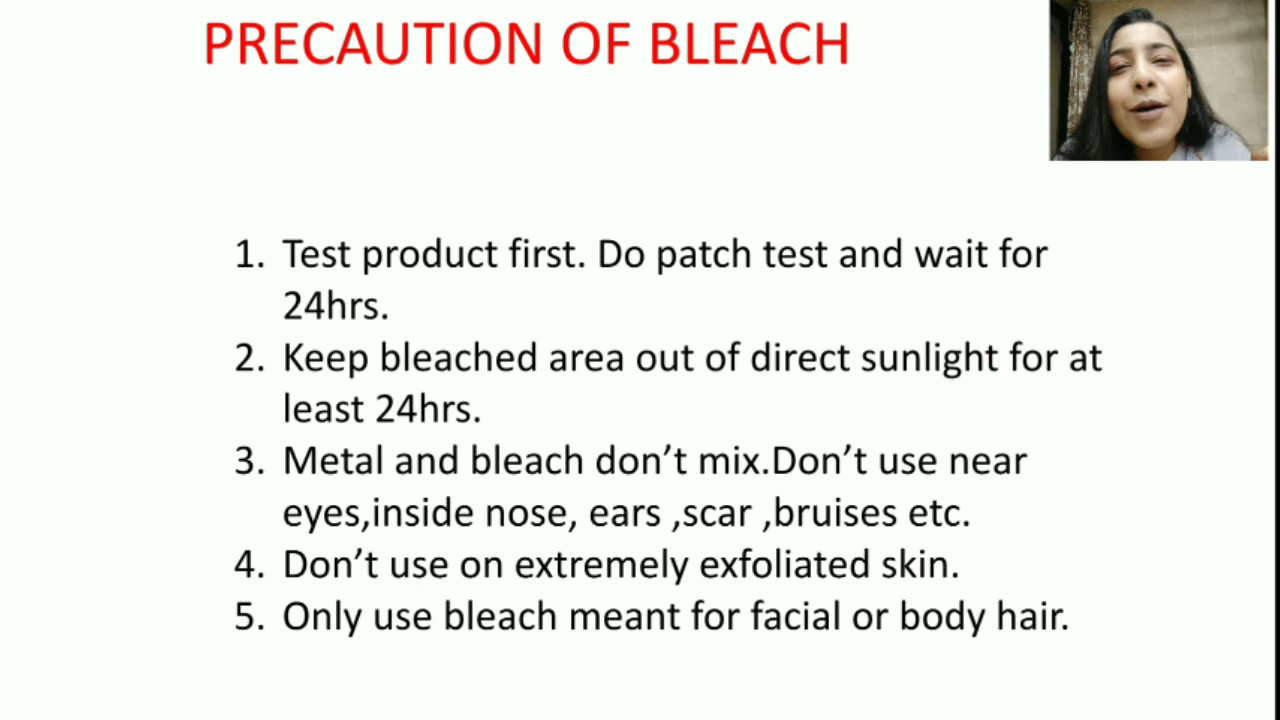 PRECAUTION OF BLEACH
1. Test product first. Do patch test and wait for
24hrs.
2. Keep bleached area out of direct sunlight for at
least 24hrs.
3. Metal and bleach don’t mix.Don’t use near
eyes,inside nose, ears ,scar ,bruises etc.
4. Don’t use on extremely exfoliated skin.
5. Only use bleach meant for facial or body hair.